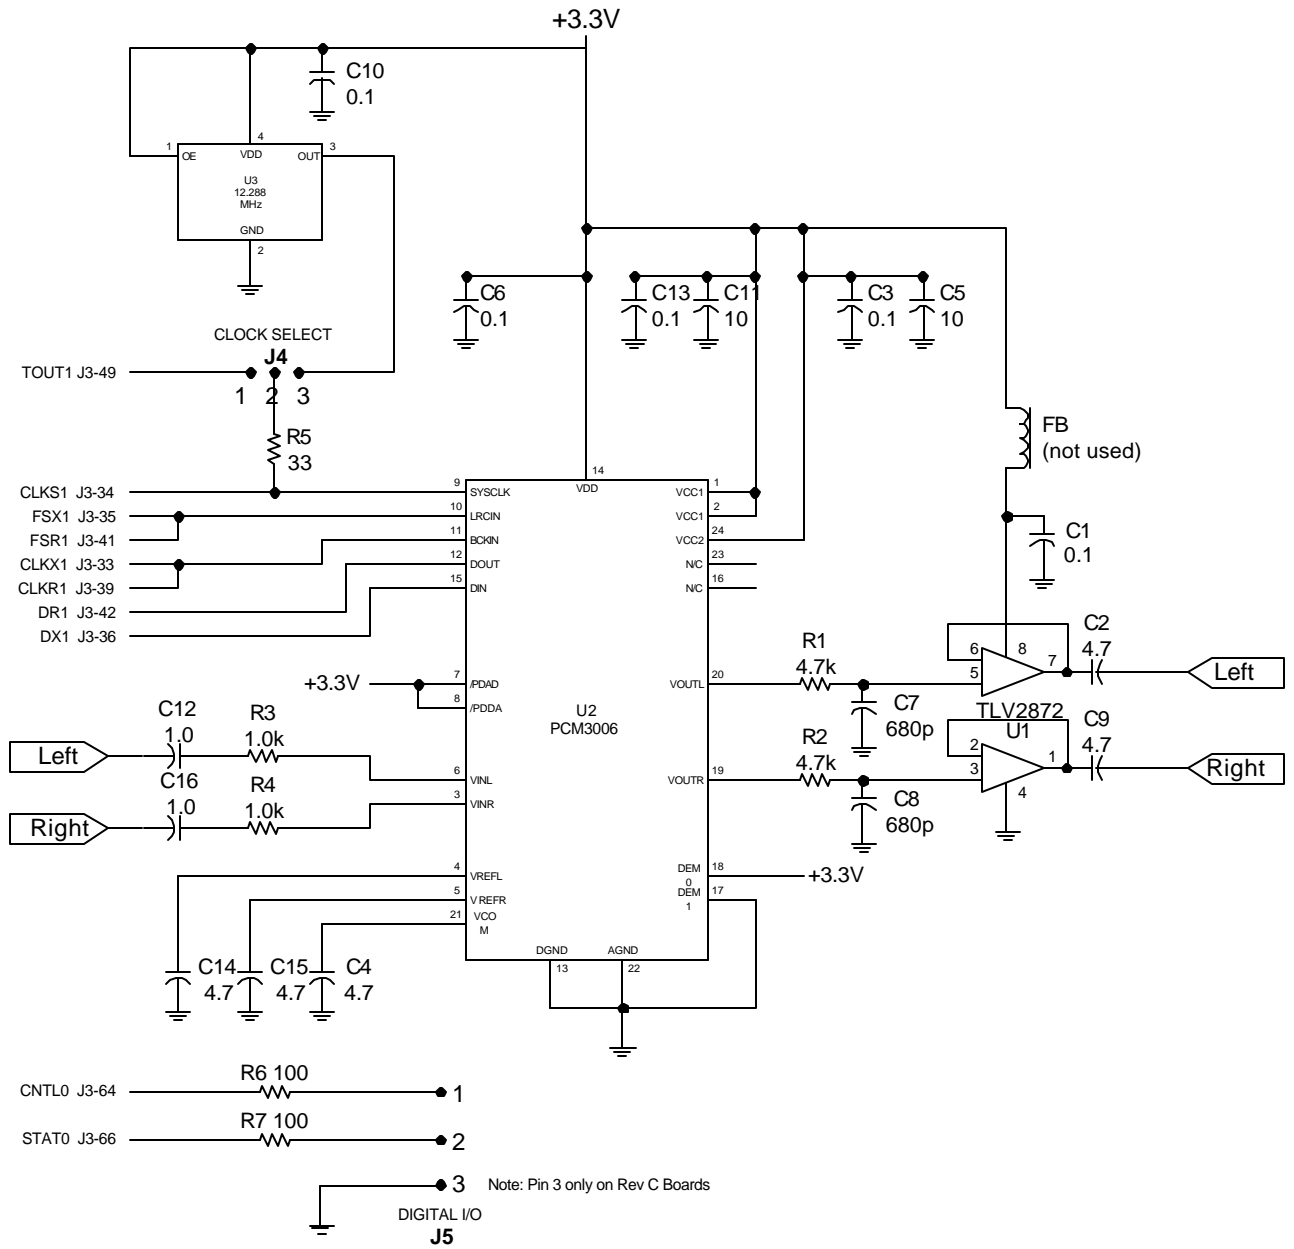 +3.3V
C10
0.1
1
OE
4
VDD
OUT
3
U3
12.288
MHz
GND
2
C6
0.1
C13
0.1
C11
10
C3
0.1
C5
10
CLOCK SELECT
J4
TOUT1 J3-49
1
2
3
R5
33
FB
(not used)
CLKS1 J3-34
FSX1 J3-35
FSR1 J3-41
CLKX1 J3-33
CLKR1 J3-39
DR1 J3-42
DX1 J3-36
9
SYSCLK
10
LRCIN
11
BCKIN
12
DOUT
15
DIN
14
VDD
VCC1
1
VCC1
2
VCC2
24
N/C
23
N/C
16
C1
0.1
+3.3V
7
/PDAD
8
/PDDA
U2
PCM3006
VOUTL
20
R1
4.7k
C7
680p
6
5
8
7
C2
4.7
Left
TLV2872
U1
C12
1.0
R3
1.0k
Left
C16
1.0
R4
1.0k
Right
6
VINL
3
VINR
VOUTR
19
R2
4.7k
C8
680p
2
3
1
4
C9
4.7
Right
4
VREFL
5
VREFR
21
VCO
M
DEM
0
18
+3.3V
DEM
1
17
C14
4.7
C15
4.7
C4
4.7
DGND
13
AGND
22
CNTL0 J3-64
R6 100
1
STAT0 J3-66
R7 100
2
3
Note: Pin 3 only on Rev C Boards
DIGITAL I/O
J5